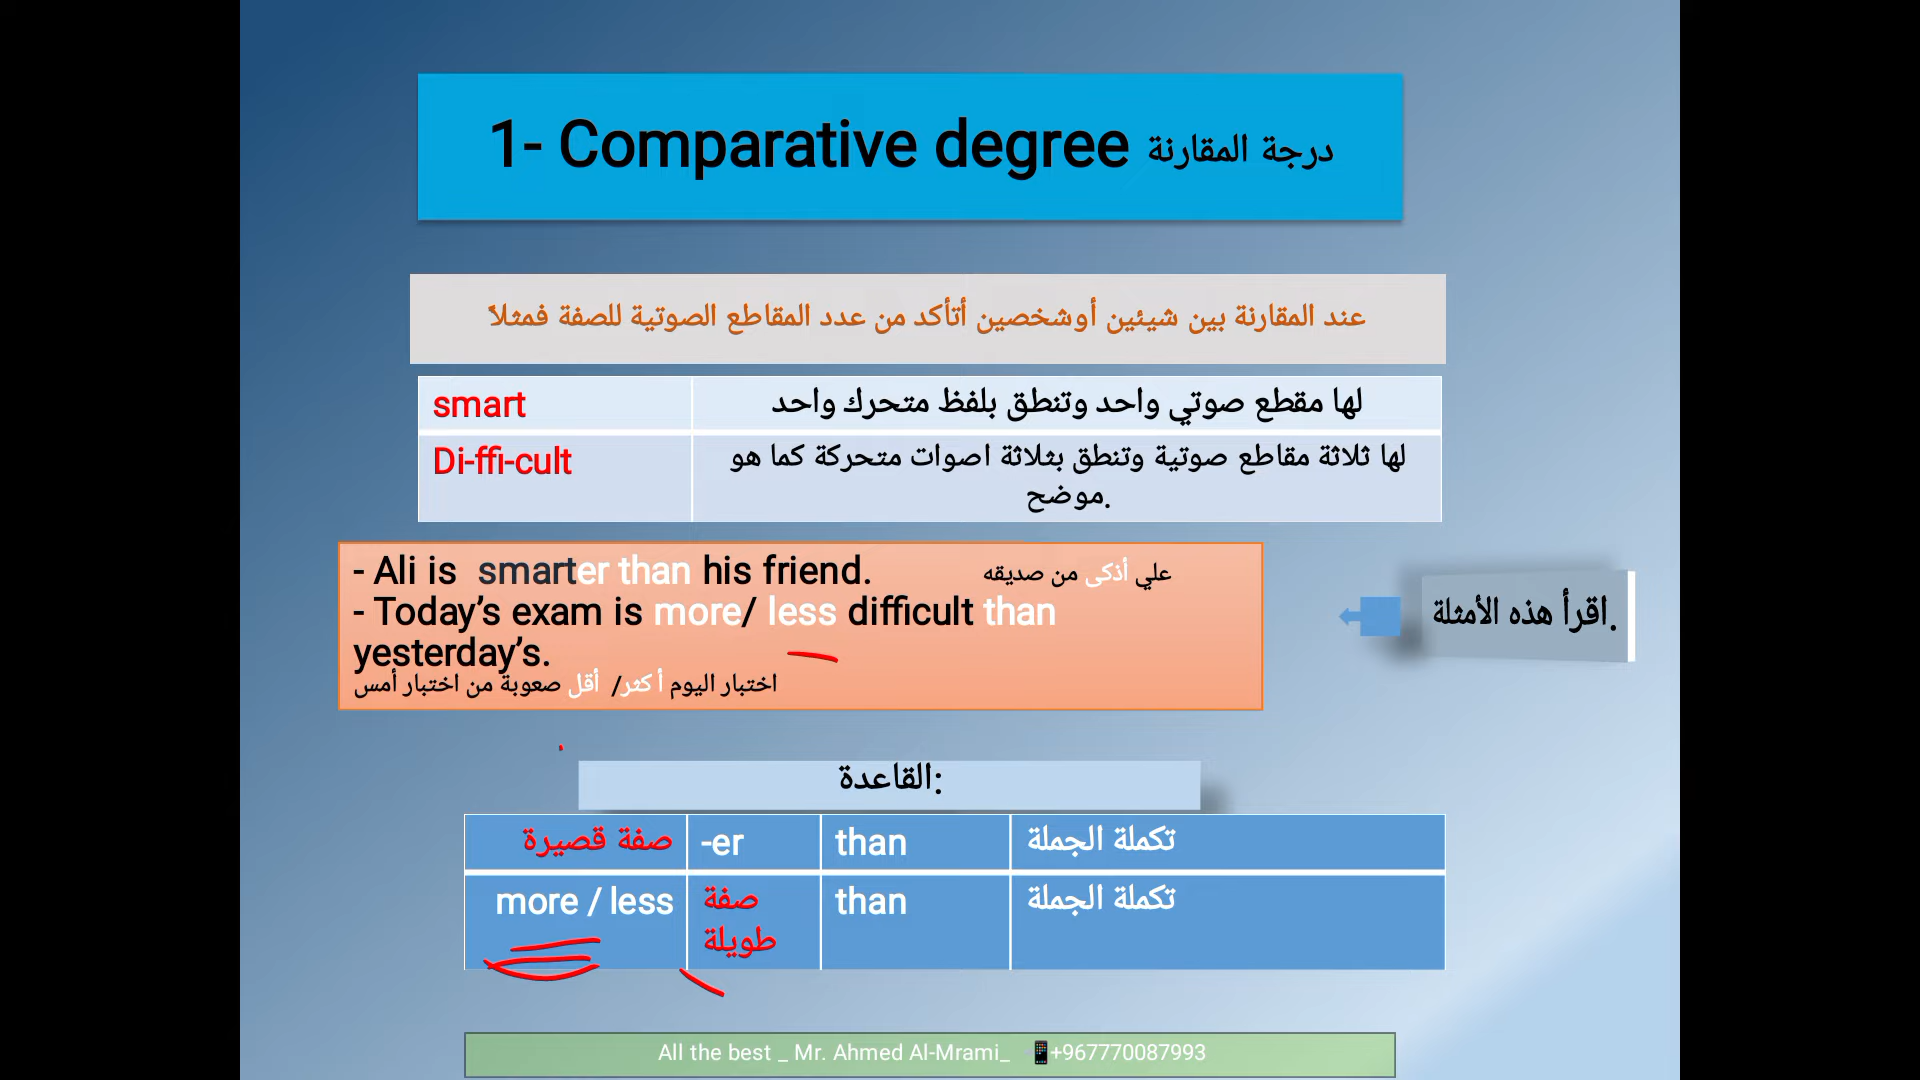 1- Comparative degree درجة المقارنة
عند المقارنة بين شيئين أوشخصين أتأكد من عدد المقاطع الصوتية للصفة فمثلاً
smart
لها مقطع صوتي واحد وتنطق بلفظ متحرك واحد
Di-ffi-cult
لها ثلاثة مقاطع صوتية وتنطق بثلاثة اصوات متحركة كما هو
موضح.
- Ali is smarter than his friend. علي أذكى من صديقه
- Today’s exam is more/ less difficult than
yesterday’s.
اختبار اليوم أ كثر/ أقل صعوبة من اختبار أمس
اقرأ هذه الأمثلة.
القاعدة:
صفة قصيرة -er than تكملة الجملة
more / less صفة than تكملة الجملة
طويلة
All the best _ Mr. Ahmed Al-Mrami_ 📱+967770087993